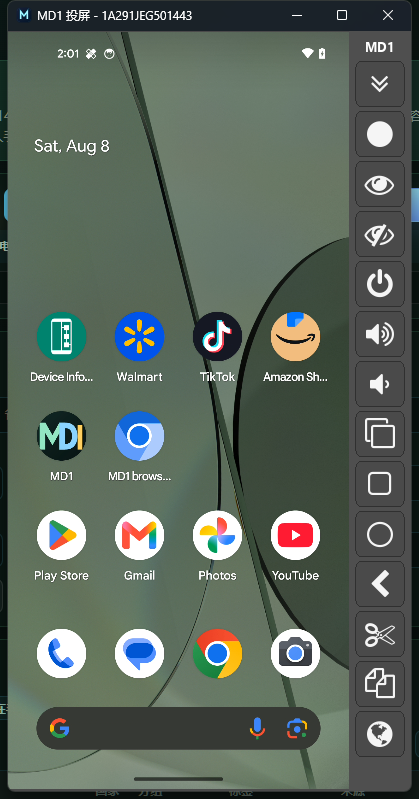 MD1 投屏 - 1A291JEG501443
MD1
2:01
Sat, Aug 8
Device Info...
Walmart
TikTok
Amazon Sh...
MD1
MD1
MD1 brows...
Play Store
Gmail
Photos
YouTube